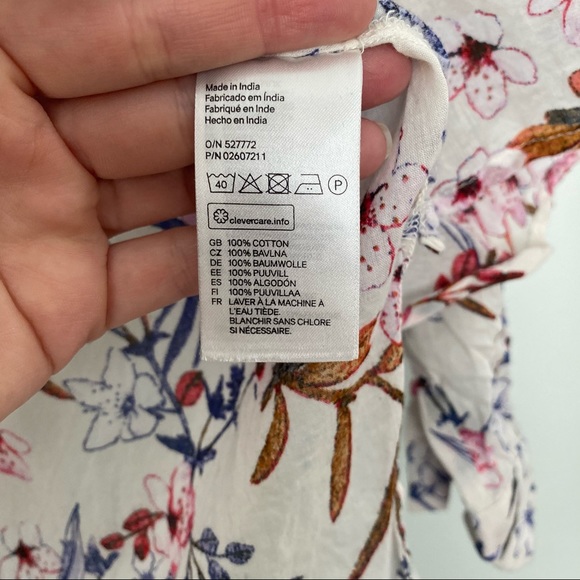 Made in India
Fabricado em Índia
Fabriqué en Inde
Hecho en India
O/N 527772
P/N 02607211
40 P
clevercare.info
GB 100% COTTON
CZ 100% BAVLNA
DE 100% BAUMWOLLE
EE 100% PUUVILL
ES 100% ALGODÓN
FI 100% PUUVILLAA
FR LAVER À LA MACHINE À
L'EAU TIÈDE.
BLANCHIR SANS CHLORE
SI NÉCESSAIRE.